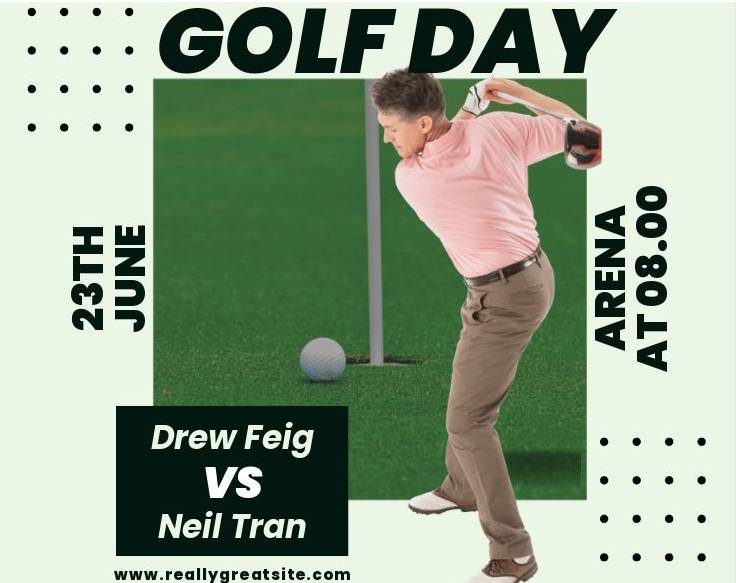 GOLF DAY
23TH
JUNE
ARENA
AT 08.00
Drew Feig
VS
Neil Tran
www.reallygreatsite.com